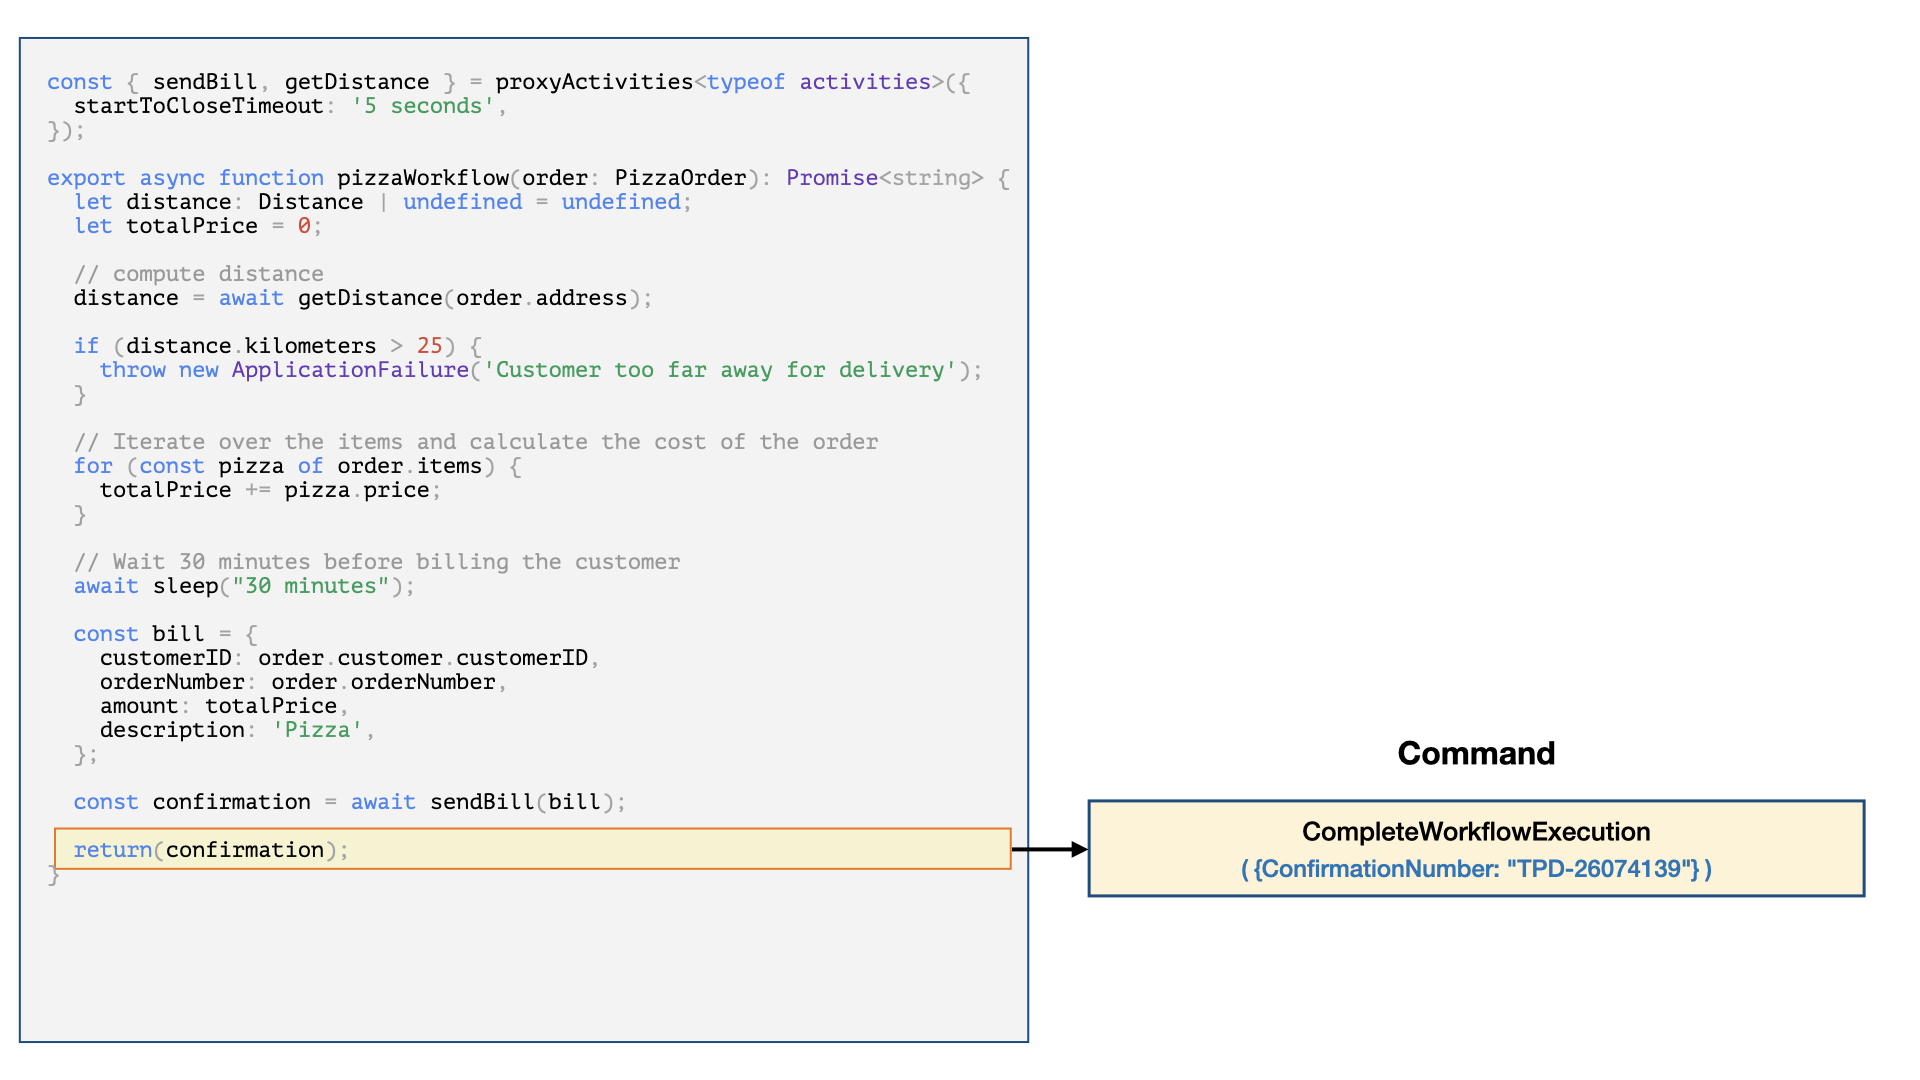 const { sendBill, getDistance } = proxyActivities<typeof activities>({
  startToCloseTimeout: '5 seconds',
});

export async function pizzaWorkflow(order: PizzaOrder): Promise<string> {
  let distance: Distance | undefined = undefined;
  let totalPrice = 0;

  // compute distance
  distance = await getDistance(order.address);

  if (distance.kilometers > 25) {
    throw new ApplicationFailure('Customer too far away for delivery');
  }

  // Iterate over the items and calculate the cost of the order
  for (const pizza of order.items) {
    totalPrice += pizza.price;
  }

  // Wait 30 minutes before billing the customer
  await sleep("30 minutes");

  const bill = {
    customerID: order.customer.customerID,
    orderNumber: order.orderNumber,
    amount: totalPrice,
    description: 'Pizza',
  };

  const confirmation = await sendBill(bill);

  return(confirmation);
}
Command
CompleteWorkflowExecution
( {ConfirmationNumber: "TPD-26074139"} )